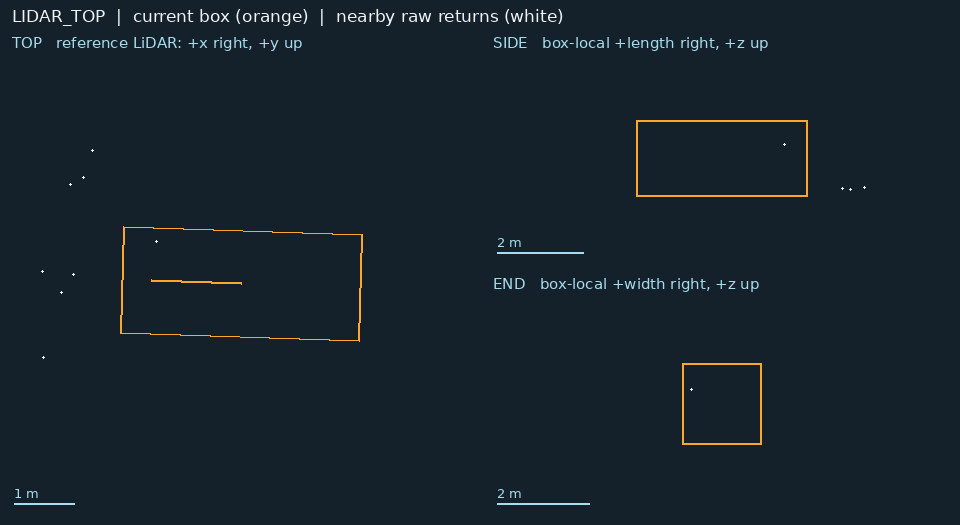 LIDAR_TOP | current box (orange) | nearby raw returns (white)
TOP reference LiDAR: +x right, +y up
SIDE box-local +length right, +z up
2 m
END box-local +width right, +z up
1 m
2 m